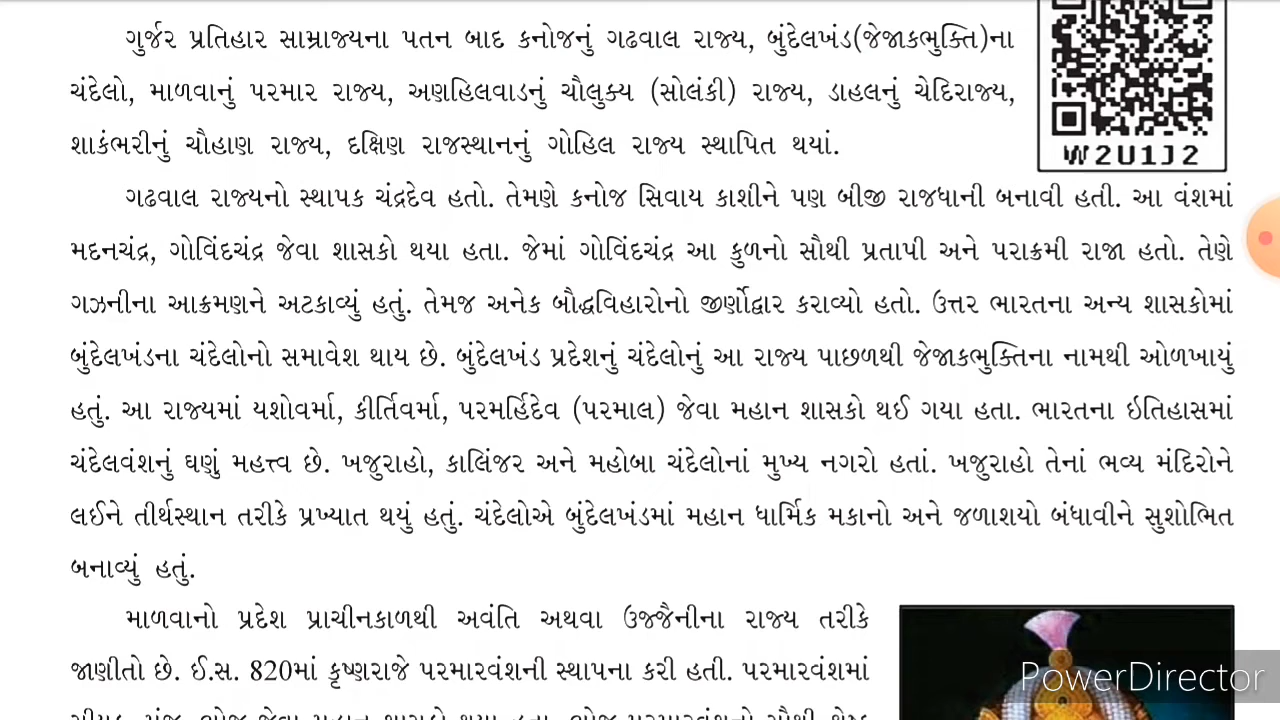 ગુર્જર પ્રતિહાર સામ્રાજ્યના પતન બાદ કનોજનું ગઢવાલ રાજ્ય, બુંદેલખંડ(જેજાકભુક્તિ)ના
ચંદેલો, માળવાનું પરમાર રાજ્ય, અણહિલવાડનું ચૌલુક્ય (સોલંકી) રાજ્ય, ડાહલનું ચેદિરાજ્ય,
શાકંભરીનું ચૌહાણ રાજ્ય, દક્ષિણ રાજસ્થાનનું ગોહિલ રાજ્ય સ્થાપિત થયાં.
W2U1J2
ગઢવાલ રાજ્યનો સ્થાપક ચંદ્રદેવ હતો. તેમણે કનોજ સિવાય કાશીને પણ બીજી રાજધાની બનાવી હતી. આ વંશમાં
મદનચંદ્ર, ગોવિંદચંદ્ર જેવા શાસકો થયા હતા. જેમાં ગોવિંદચંદ્ર આ કુળનો સૌથી પ્રતાપી અને પરાક્રમી રાજા હતો. તેણે
ગઝનીના આક્રમણને અટકાવ્યું હતું. તેમજ અનેક બૌદ્ધવિહારોનો જીર્ણોદ્વાર કરાવ્યો હતો. ઉત્તર ભારતના અન્ય શાસકોમાં
બુંદેલખંડના ચંદેલોનો સમાવેશ થાય છે. બુંદેલખંડ પ્રદેશનું ચંદેલોનું આ રાજ્ય પાછળથી જેજાકભુક્તિના નામથી ઓળખાયું
હતું. આ રાજ્યમાં યશોવર્મા, કીર્તિવર્મા, પરમર્હિદેવ (પરમાલ) જેવા મહાન શાસકો થઈ ગયા હતા. ભારતના ઇતિહાસમાં
ચંદેલવંશનું ઘણું મહત્ત્વ છે. ખજુરાહો, કાલિંજર અને મહોબા ચંદેલોનાં મુખ્ય નગરો હતાં. ખજુરાહો તેનાં ભવ્ય મંદિરોને
લઈને તીર્થસ્થાન તરીકે પ્રખ્યાત થયું હતું. ચંદેલોએ બુંદેલખંડમાં મહાન ધાર્મિક મકાનો અને જળાશયો બંધાવીને સુશોભિત
બનાવ્યું હતું.
માળવાનો પ્રદેશ પ્રાચીનકાળથી અવંતિ અથવા ઉજ્જૈનીના રાજ્ય તરીકે
જાણીતો છે. ઈ.સ. 820માં કૃષ્ણરાજે પરમારવંશની સ્થાપના કરી હતી. પરમારવંશમાં
PowerDirector